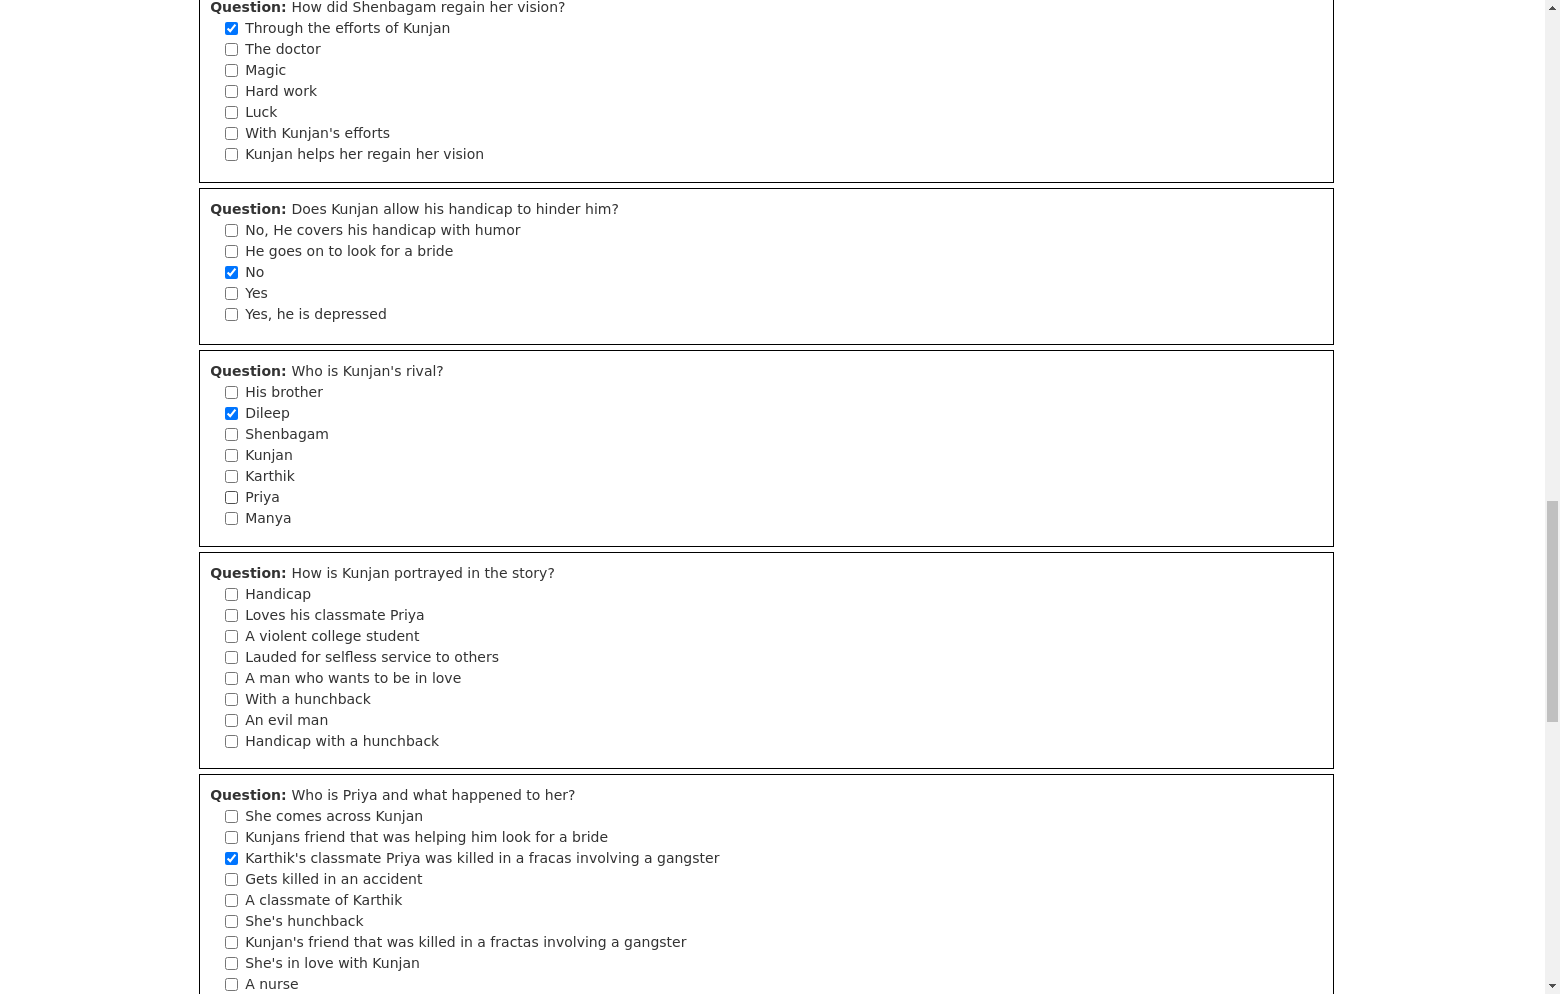 Question: How did Shenbagam regain her vision?
Through the efforts of Kunjan
The doctor
Magic
Hard work
Luck
With Kunjan's efforts
Kunjan helps her regain her vision
Question: Does Kunjan allow his handicap to hinder him?
No, He covers his handicap with humor
He goes on to look for a bride
No
Yes
Yes, he is depressed
Question: Who is Kunjan's rival?
His brother
Dileep
Shenbagam
Kunjan
Karthik
Priya
Manya
Question: How is Kunjan portrayed in the story?
Handicap
Loves his classmate Priya
A violent college student
Lauded for selfless service to others
A man who wants to be in love
With a hunchback
An evil man
Handicap with a hunchback
Question: Who is Priya and what happened to her?
She comes across Kunjan
Kunjans friend that was helping him look for a bride
Karthik's classmate Priya was killed in a fracas involving a gangster
Gets killed in an accident
A classmate of Karthik
She's hunchback
Kunjan's friend that was killed in a fractas involving a gangster
She's in love with Kunjan
A nurse